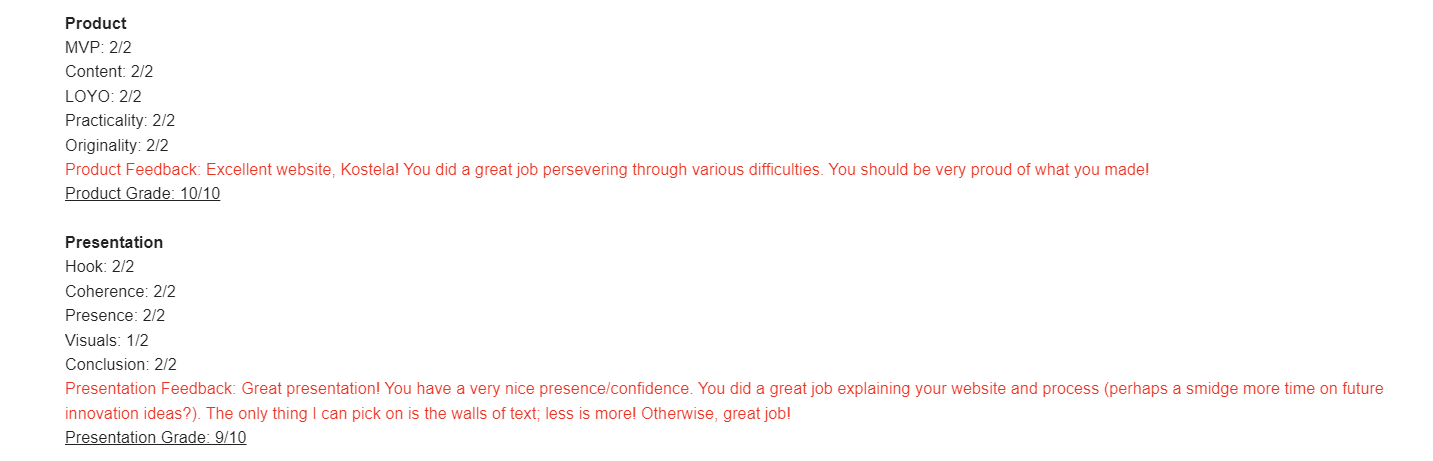 Product
MVP: 2/2
Content: 2/2
LOYO: 2/2
Practicality: 2/2
Originality: 2/2
Product Feedback: Excellent website, Kostela! You did a great job persevering through various difficulties. You should be very proud of what you made!
Product Grade: 10/10
Presentation
Hook: 2/2
Coherence: 2/2
Presence: 2/2
Visuals: 1/2
Conclusion: 2/2
Presentation Feedback: Great presentation! You have a very nice presence/confidence. You did a great job explaining your website and process (perhaps a smidge more time on future
innovation ideas?). The only thing I can pick on is the walls of text; less is more! Otherwise, great job!
Presentation Grade: 9/10